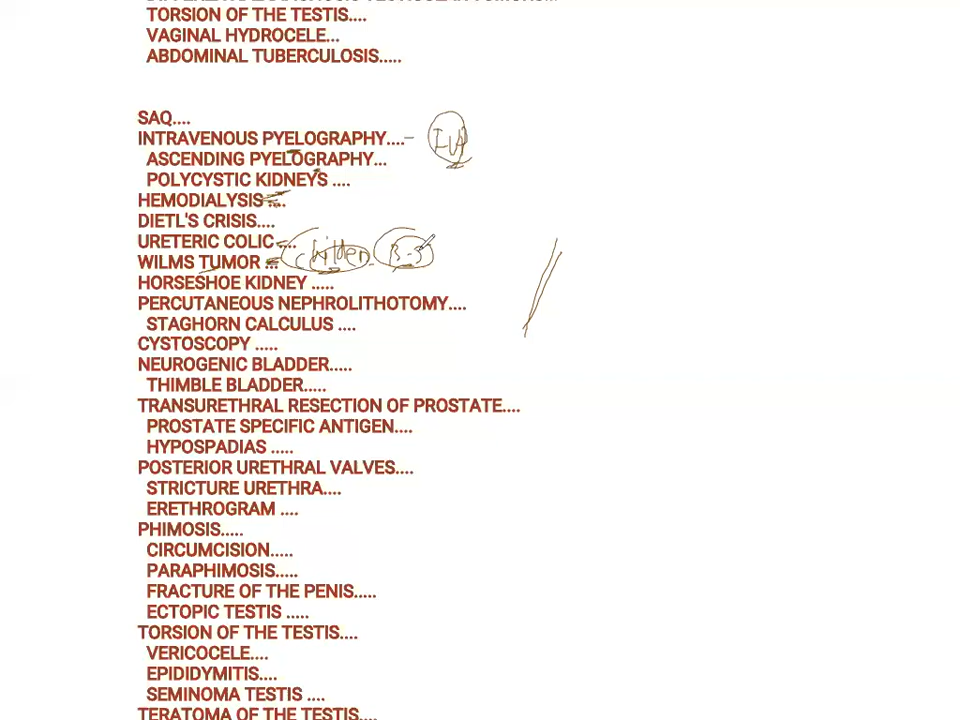 TORSION OF THE TESTIS....
VAGINAL HYDROCELE...
ABDOMINAL TUBERCULOSIS.....
SAQ....
INTRAVENOUS PYELOGRAPHY.... IVP
ASCENDING PYELOGRAPHY...
POLYCYSTIC KIDNEYS ....
HEMODIALYSIS ....
DIETL'S CRISIS....
URETERIC COLIC ....
WILMS TUMOR ...
HORSESHOE KIDNEY .....
PERCUTANEOUS NEPHROLITHOTOMY....
STAGHORN CALCULUS ....
CYSTOSCOPY .....
NEUROGENIC BLADDER.....
THIMBLE BLADDER.....
TRANSURETHRAL RESECTION OF PROSTATE....
PROSTATE SPECIFIC ANTIGEN....
HYPOSPADIAS .....
POSTERIOR URETHRAL VALVES....
STRICTURE URETHRA....
ERETHROGRAM ....
PHIMOSIS.....
CIRCUMCISION.....
PARAPHIMOSIS.....
FRACTURE OF THE PENIS.....
ECTOPIC TESTIS .....
TORSION OF THE TESTIS....
VERICOCELE....
EPIDIDYMITIS....
SEMINOMA TESTIS ....
TERATOMA OF THE TESTIS....